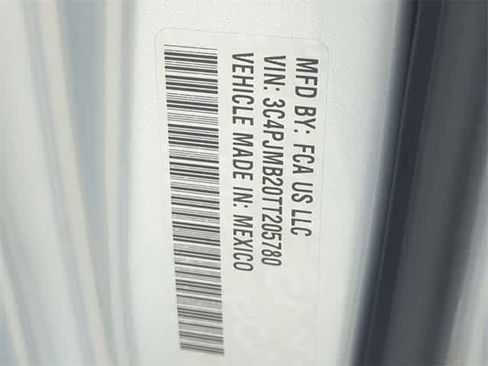 MFD BY: FCA US LLC
VIN: 3C4PJMB20TT205780
VEHICLE MADE IN: MEXICO